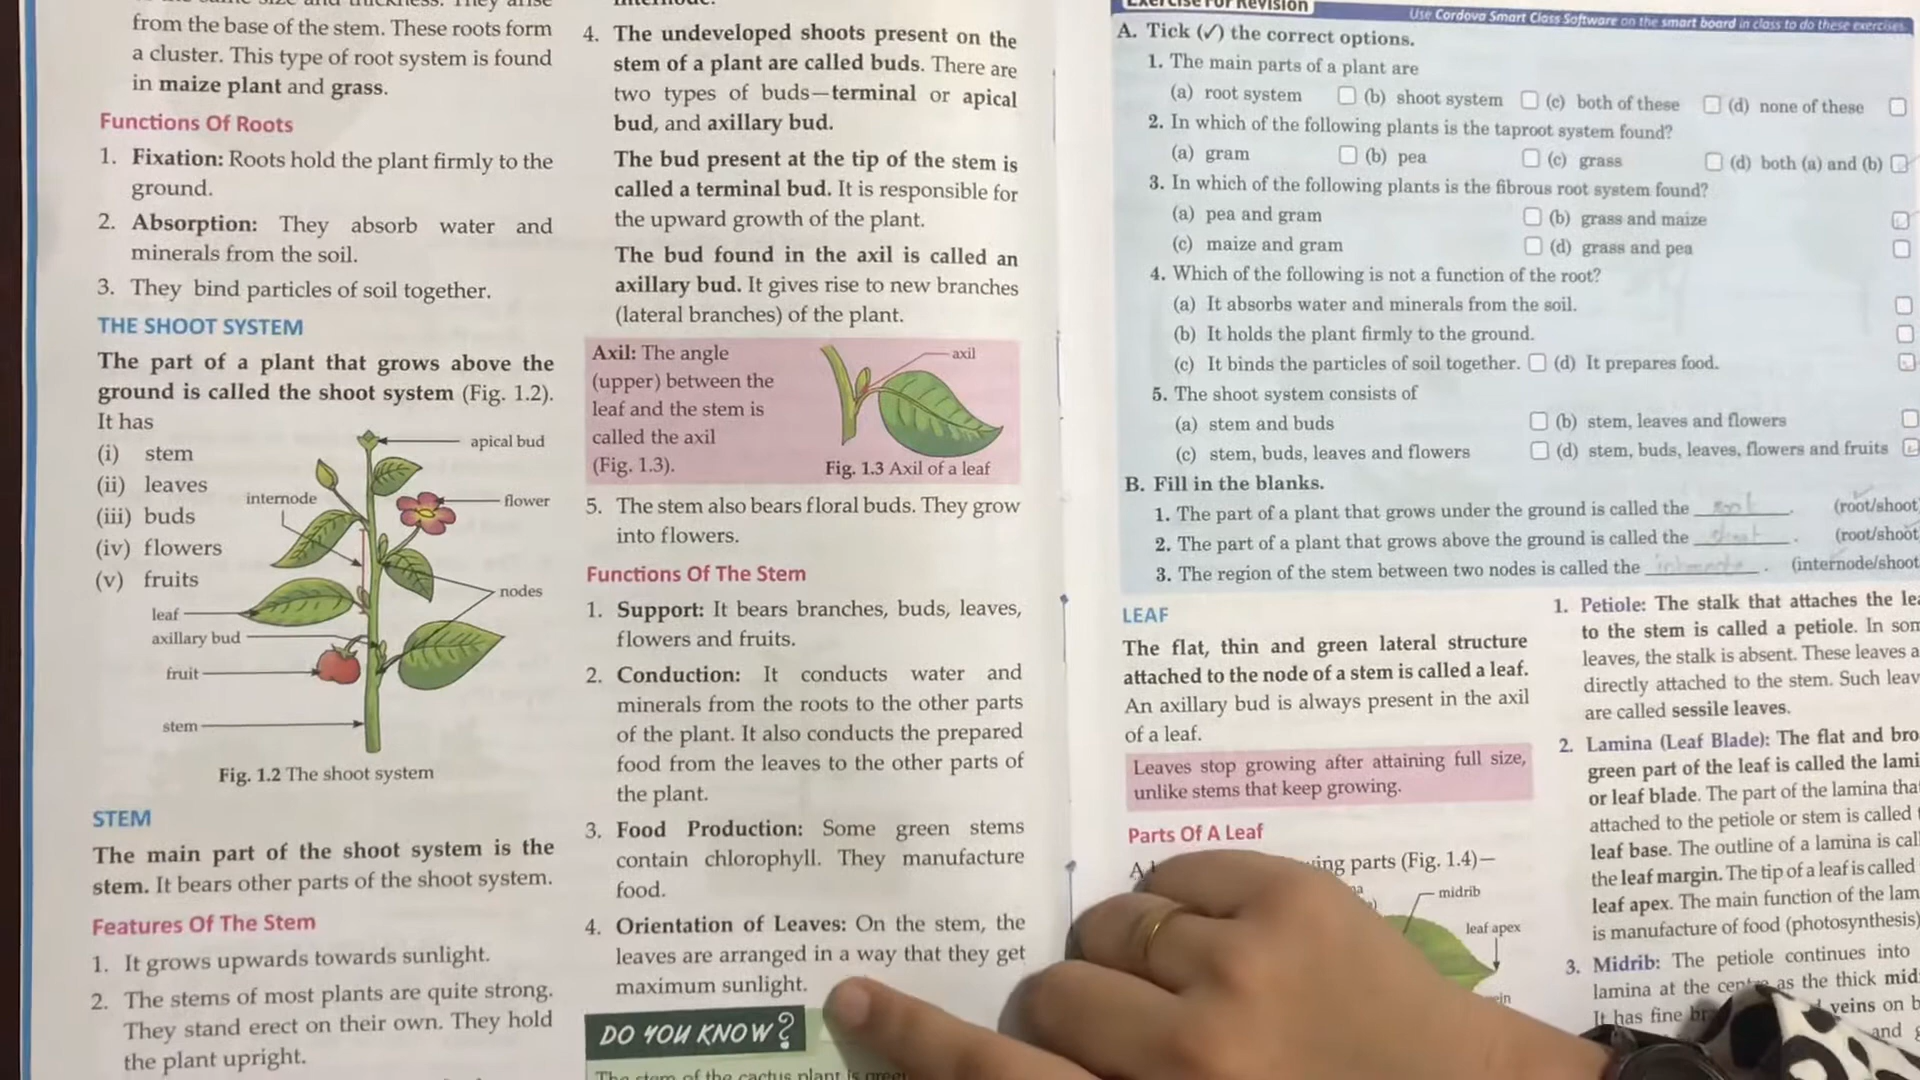 from the base of the stem. These roots form
a cluster. This type of root system is found
in maize plant and grass.
Functions Of Roots
1. Fixation: Roots hold the plant firmly to the
ground.
2. Absorption: They absorb water and
minerals from the soil.
3. They bind particles of soil together.
THE SHOOT SYSTEM
The part of a plant that grows above the
ground is called the shoot system (Fig. 1.2).
It has
(i) stem
(ii) leaves
(iii) buds
(iv) flowers
(v) fruits
apical bud
internode
flower
nodes
leaf
axillary bud
fruit
stem
Fig. 1.2 The shoot system
STEM
The main part of the shoot system is the
stem. It bears other parts of the shoot system.
Features Of The Stem
1. It grows upwards towards sunlight.
2. The stems of most plants are quite strong.
They stand erect on their own. They hold
the plant upright.
4. The undeveloped shoots present on the
stem of a plant are called buds. There are
two types of buds—terminal or apical
bud, and axillary bud.
The bud present at the tip of the stem is
called a terminal bud. It is responsible for
the upward growth of the plant.
The bud found in the axil is called an
axillary bud. It gives rise to new branches
(lateral branches) of the plant.
Axil: The angle
(upper) between the
leaf and the stem is
called the axil
(Fig. 1.3).
axil
Fig. 1.3 Axil of a leaf
5. The stem also bears floral buds. They grow
into flowers.
Functions Of The Stem
1. Support: It bears branches, buds, leaves,
flowers and fruits.
2. Conduction: It conducts water and
minerals from the roots to the other parts
of the plant. It also conducts the prepared
food from the leaves to the other parts of
the plant.
3. Food Production: Some green stems
contain chlorophyll. They manufacture
food.
4. Orientation of Leaves: On the stem, the
leaves are arranged in a way that they get
maximum sunlight.
DO YOU KNOW?
The stem of the cactus plant is
Exercise For Revision
Use Cordova Smart Class Software on the smart board in class to do these exercises
A. Tick (✓) the correct options.
1. The main parts of a plant are
(a) root system (b) shoot system (c) both of these (d) none of these
2. In which of the following plants is the taproot system found?
(a) gram (b) pea (c) grass (d) both (a) and (b)
3. In which of the following plants is the fibrous root system found?
(a) pea and gram (b) grass and maize
(c) maize and gram (d) grass and pea
4. Which of the following is not a function of the root?
(a) It absorbs water and minerals from the soil.
(b) It holds the plant firmly to the ground.
(c) It binds the particles of soil together. (d) It prepares food.
5. The shoot system consists of
(a) stem and buds (b) stem, leaves and flowers
(c) stem, buds, leaves and flowers (d) stem, buds, leaves, flowers and fruits
B. Fill in the blanks.
1. The part of a plant that grows under the ground is called the root. (root/shoot
2. The part of a plant that grows above the ground is called the shoot. (root/shoot
3. The region of the stem between two nodes is called the internode. (internode/shoot
LEAF
The flat, thin and green lateral structure
attached to the node of a stem is called a leaf.
An axillary bud is always present in the axil
of a leaf.
Leaves stop growing after attaining full size,
unlike stems that keep growing.
Parts Of A Leaf
parts (Fig. 1.4)—
midrib
leaf apex
1. Petiole: The stalk that attaches the
to the stem is called a petiole. In
leaves, the stalk is absent. These leaves
directly attached to the stem. Such
are called sessile leaves.
2. Lamina (Leaf Blade): The flat and
green part of the leaf is called the
or leaf blade. The part of the lamina
attached to the petiole or stem is called
leaf base. The outline of a lamina is
the leaf margin. The tip of a leaf is called
leaf apex. The main function of the
is manufacture of food (photosynthesis)
3. Midrib: The petiole continues into
lamina at the centre as the thick
It has fine veins on
and